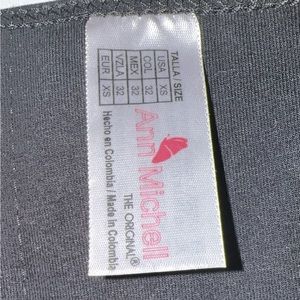 TALLA / SIZE
USA XS
COL 32
MEX 32
VZLA 32
EUR XS
Ann Michell
THE ORIGINAL®
Hecho en Colombia / Made in Colombia